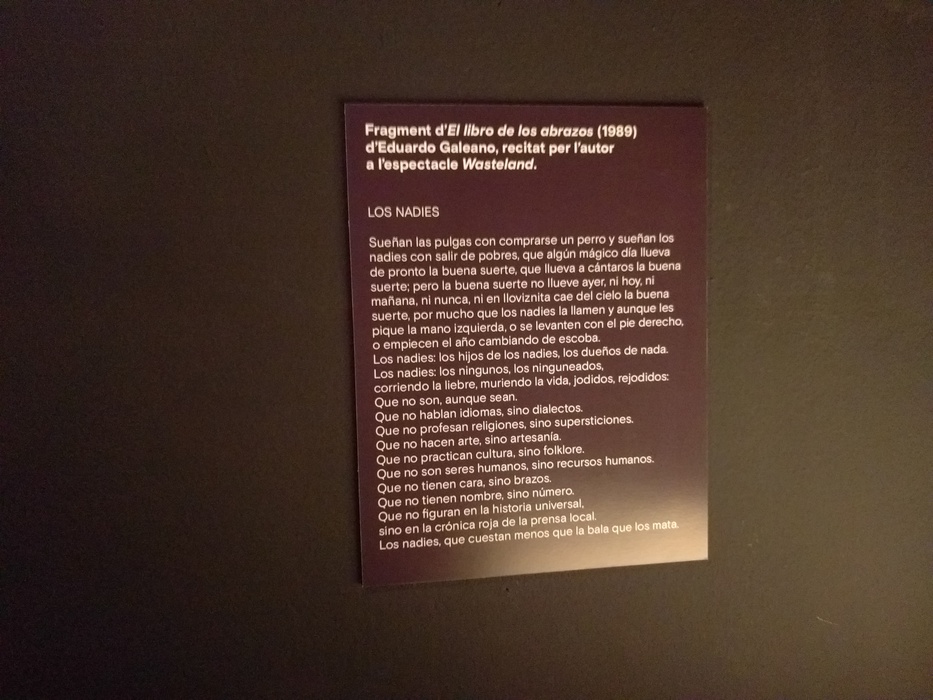 Fragment d'El llibro de los abrazos (1989)
d'Eduardo Galeano, recitat per l'autor
a l'espectacle Wasteland.
LOS NADIES
Sueñan las pulgas con comprarse un perro y sueñan los
nadies con salir de pobres, que algún mágico día llueva
de pronto la buena suerte, que llueva a cántaros la buena
suerte; pero la buena suerte no llueve ayer, ni hoy, ni
mañana, ni nunca, ni en lloviznita cae del cielo la buena
suerte, por mucho que los nadies la llamen y aunque les
pique la mano izquierda, o se levanten con el pie derecho,
o empiecen el año cambiando de escoba.
Los nadies: los hijos de los nadies, los dueños de nada.
Los nadies: los ningunos, los ninguneados,
corriendo la liebre, muriendo la vida, jodidos, rejodidos:
Que no son, aunque sean.
Que no hablan idiomas, sino dialectos.
Que no profesan religiones, sino supersticiones.
Que no hacen arte, sino artesanía.
Que no practican cultura, sino folklore.
Que no son seres humanos, sino recursos humanos.
Que no tienen cara, sino brazos.
Que no tienen nombre, sino número.
Que no figuran en la historia universal,
sino en la crónica roja de la prensa local.
Los nadies, que cuestan menos que la bala que los mata.